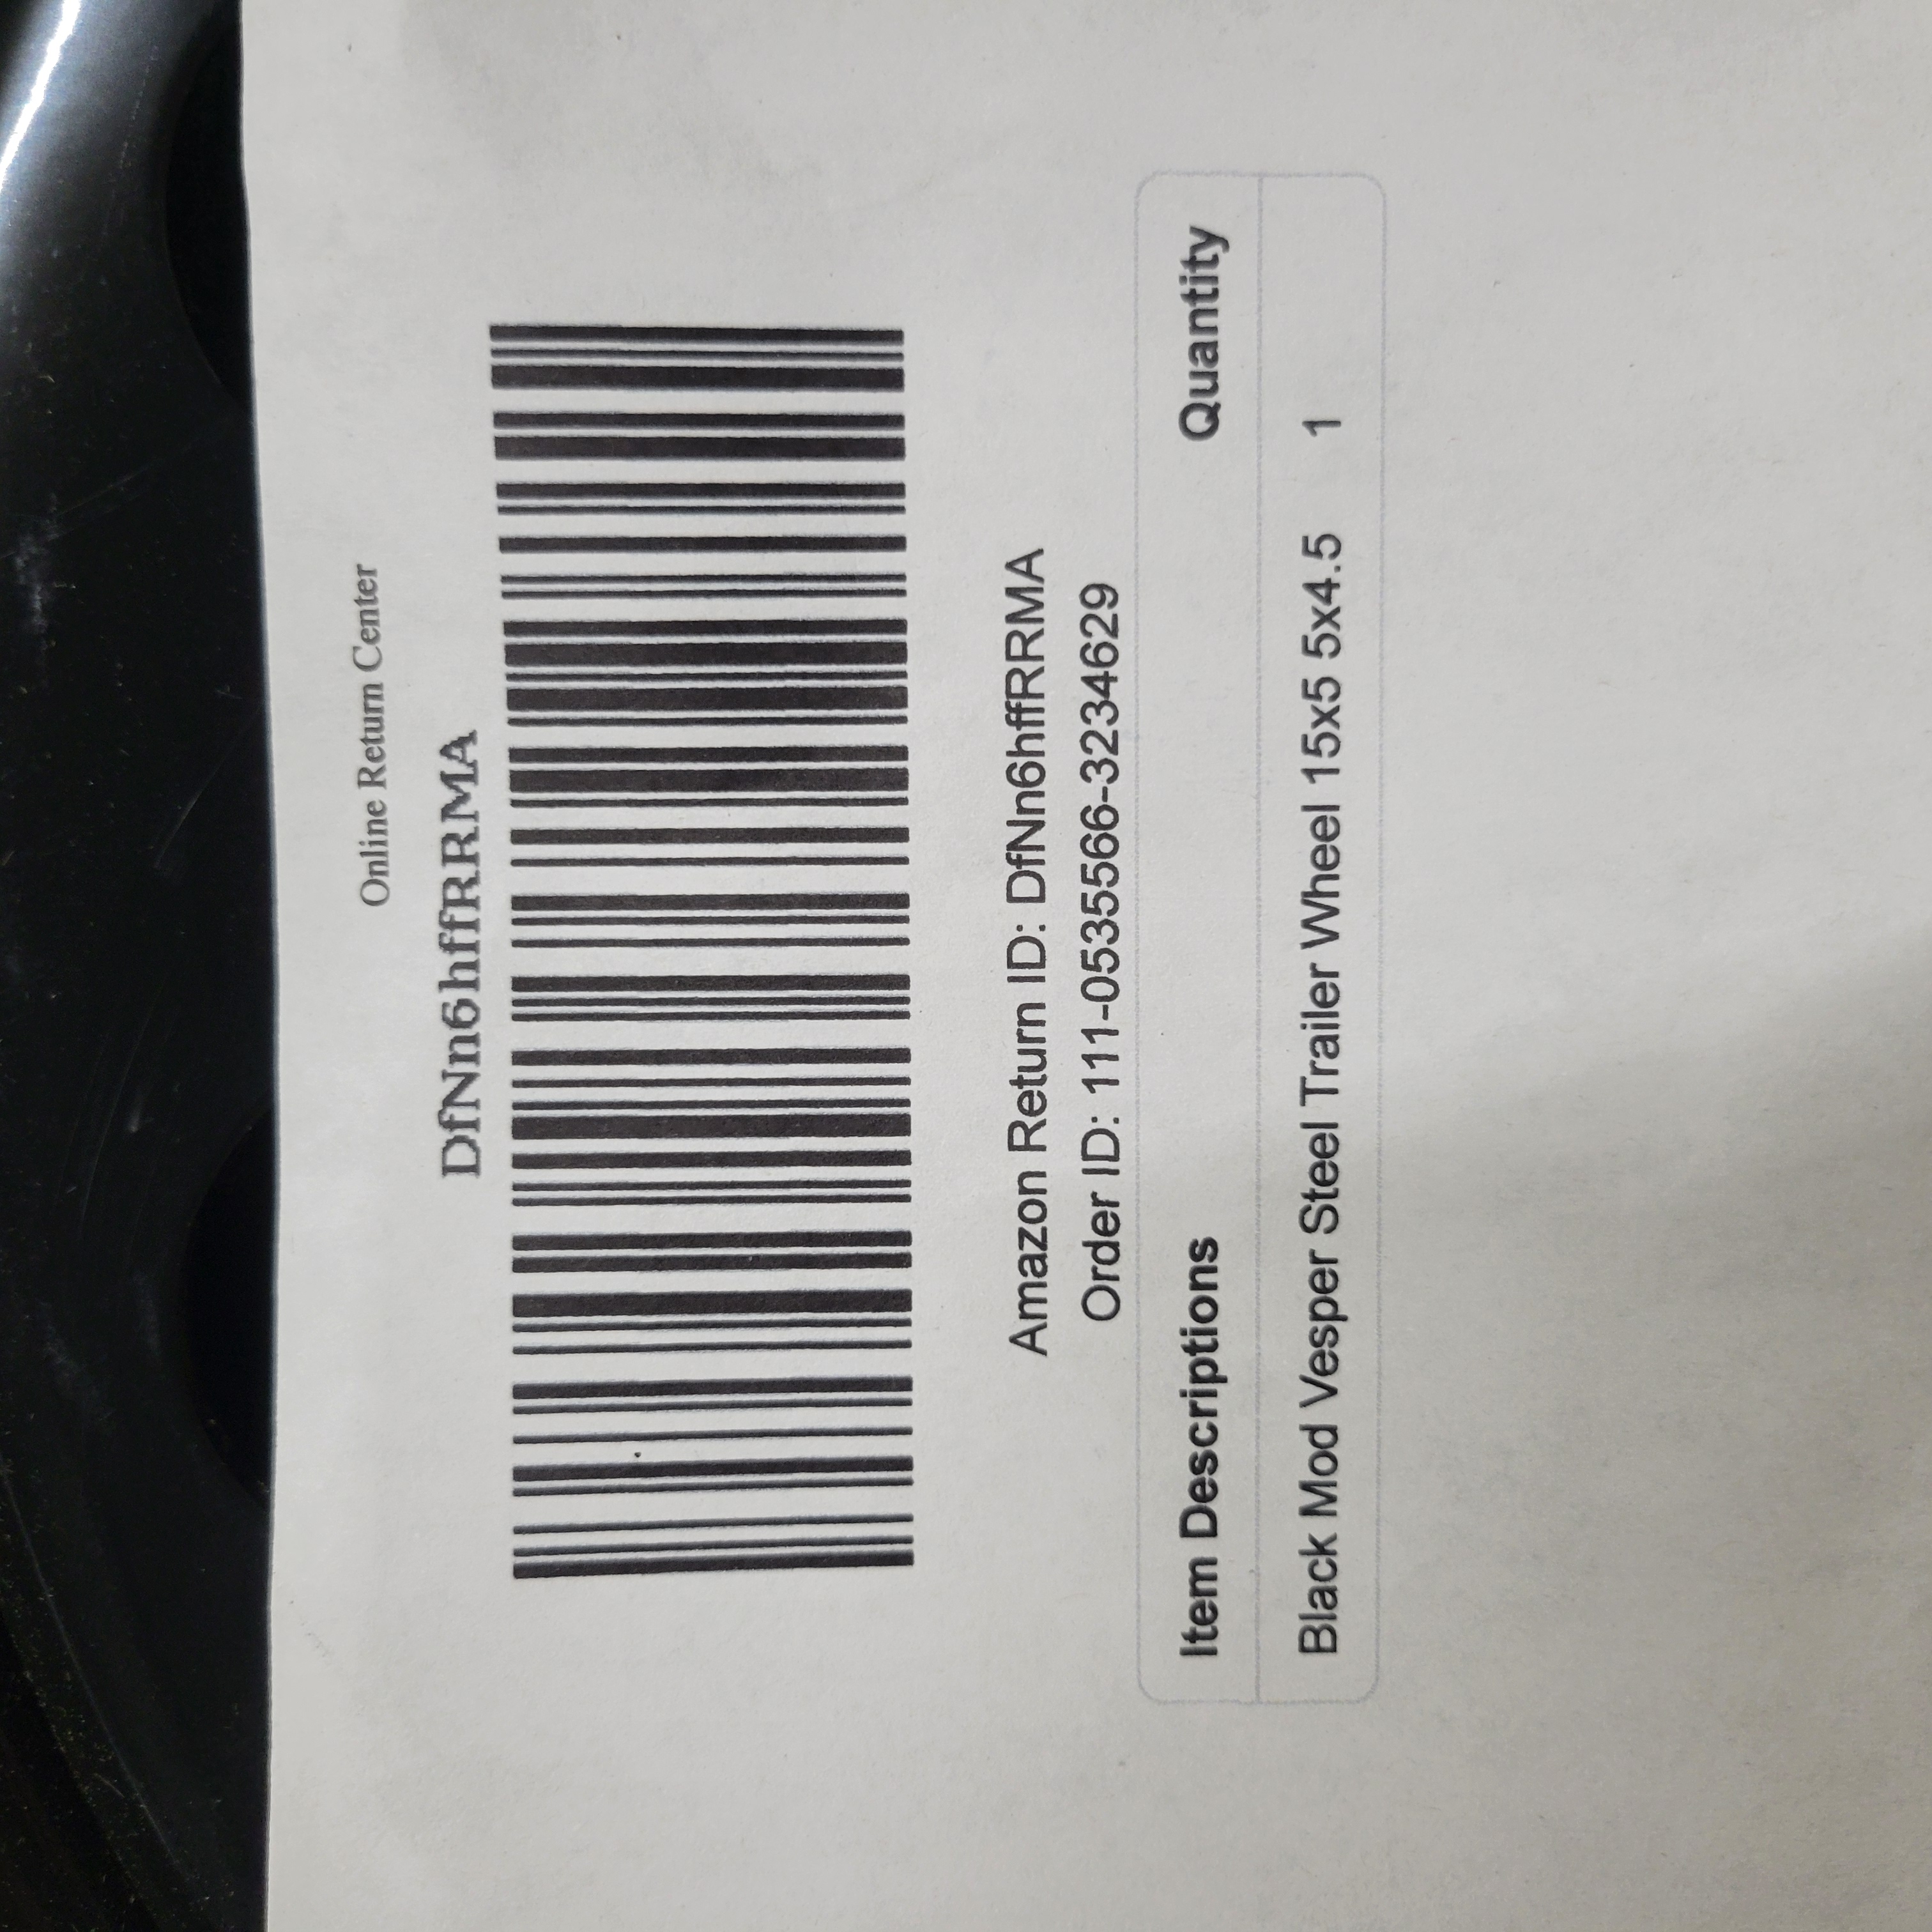 Online Return Center
DfNn6hffRRMA
Amazon Return ID: DfNn6hffRRMA
Order ID: 111-0535566-3234629
Item Descriptions Quantity
Black Mod Vesper Steel Trailer Wheel 15x5 5x4.5 1